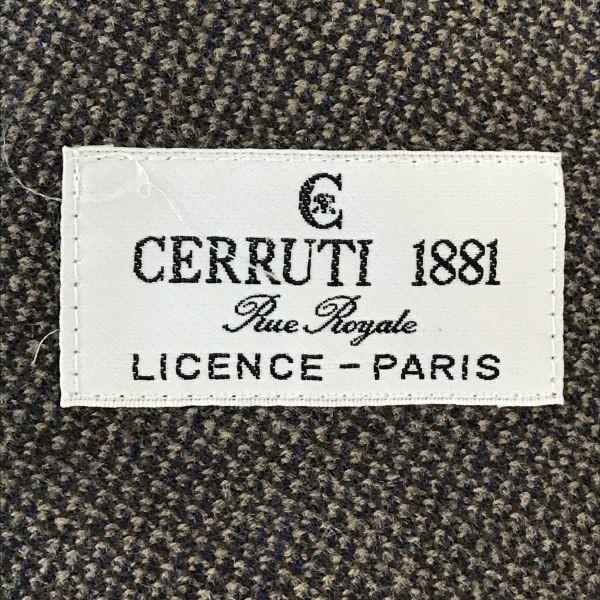 C
CERRUTI 1881
Rue Royale
LICENCE - PARIS